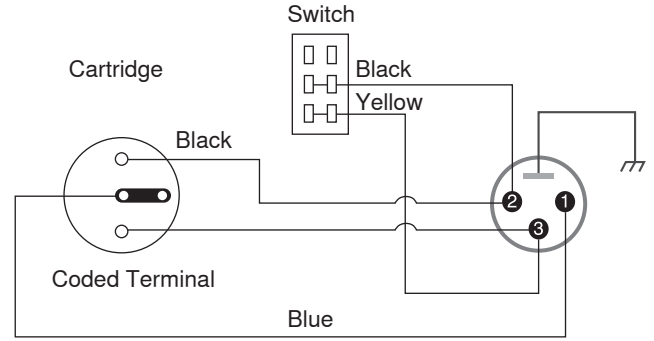 Switch
Cartridge
Black
Yellow
Black
2
1
3
Coded Terminal
Blue